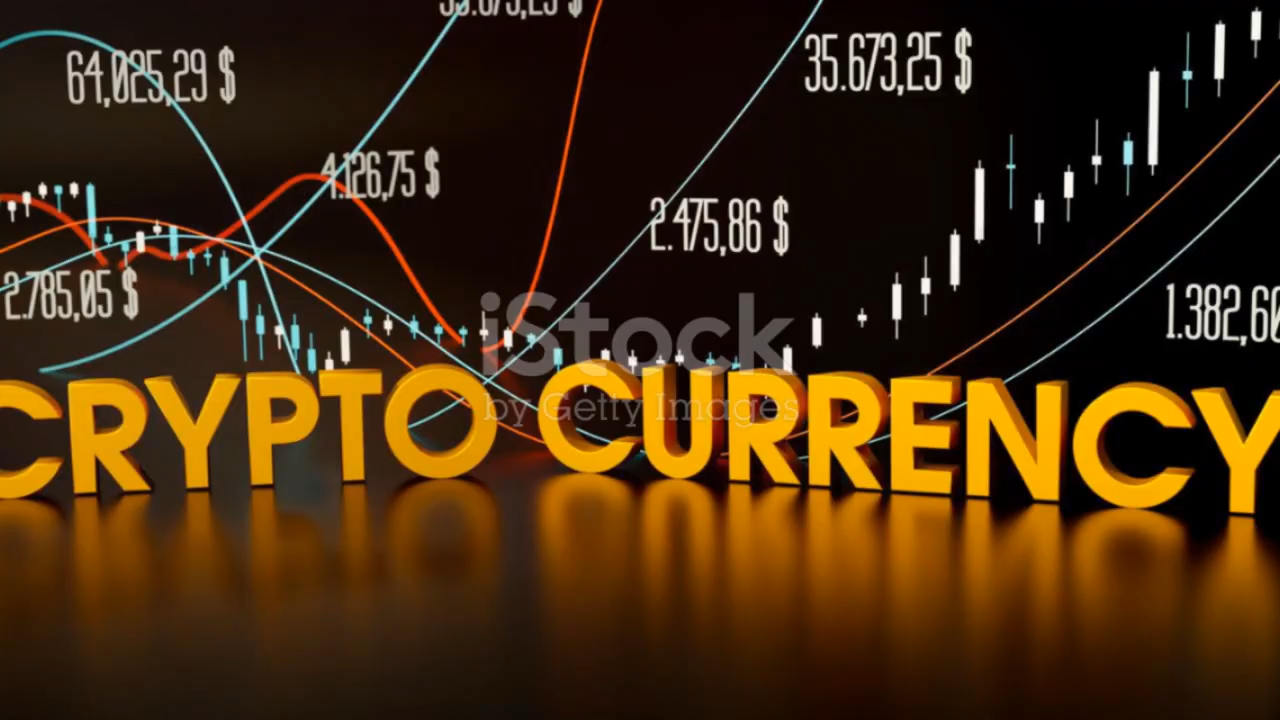 64,025,29 $
35.673,25 $
4.126,75 $
2.475,86 $
2.785,05 $
iStock
by Getty Images
CRYPTO CURRENCY